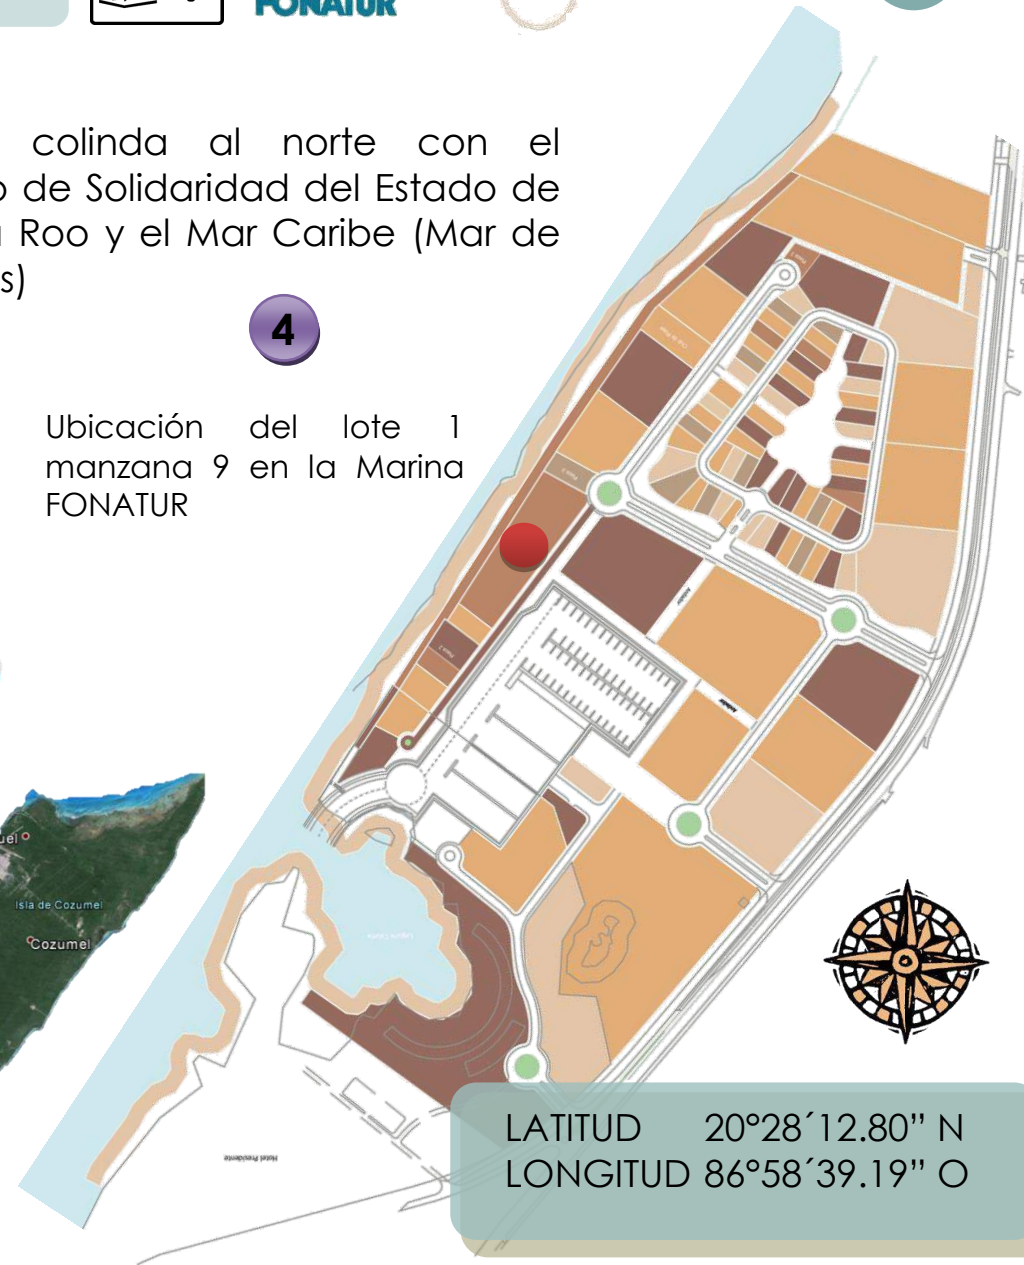 FONATUR
colinda al norte con el
de Solidaridad del Estado de
Roo y el Mar Caribe (Mar de
4
Ubicación del lote 1
manzana 9 en la Marina
FONATUR
Isla de Cozumel
Cozumel
Hotel Presidente
LATITUD 20°28´12.80” N
LONGITUD 86°58´39.19” O